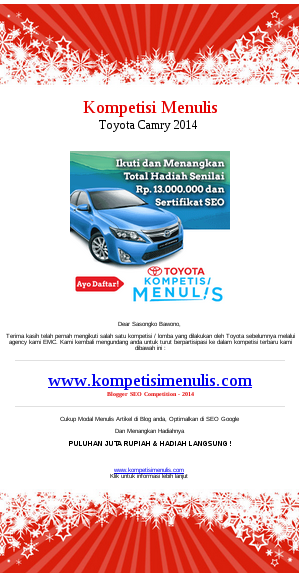 Kompetisi Menulis
Toyota Camry 2014
Ikuti dan Menangkan
Total Hadiah Senilai
Rp. 13.000.000 dan
Sertifikat SEO
Ayo Daftar!
TOYOTA
KOMPETISI
MENUL!S
Dear Sasongko Bawono,
Terima kasih telah pernah mengikuti salah satu kompetisi / lomba yang dilakukan oleh Toyota sebelumnya melalui
agency kami EMC. Kami kembali mengundang anda untuk turut berpartisipasi ke dalam kompetisi terbaru kami
dibawah ini :
www.kompetisimenulis.com
Blogger SEO Competition - 2014
Cukup Modal Menulis Artikel di Blog anda, Optimalkan di SEO Google
Dan Menangkan Hadiahnya
PULUHAN JUTA RUPIAH & HADIAH LANGSUNG !
www.kompetisimenulis.com
Klik untuk informasi lebih lanjut